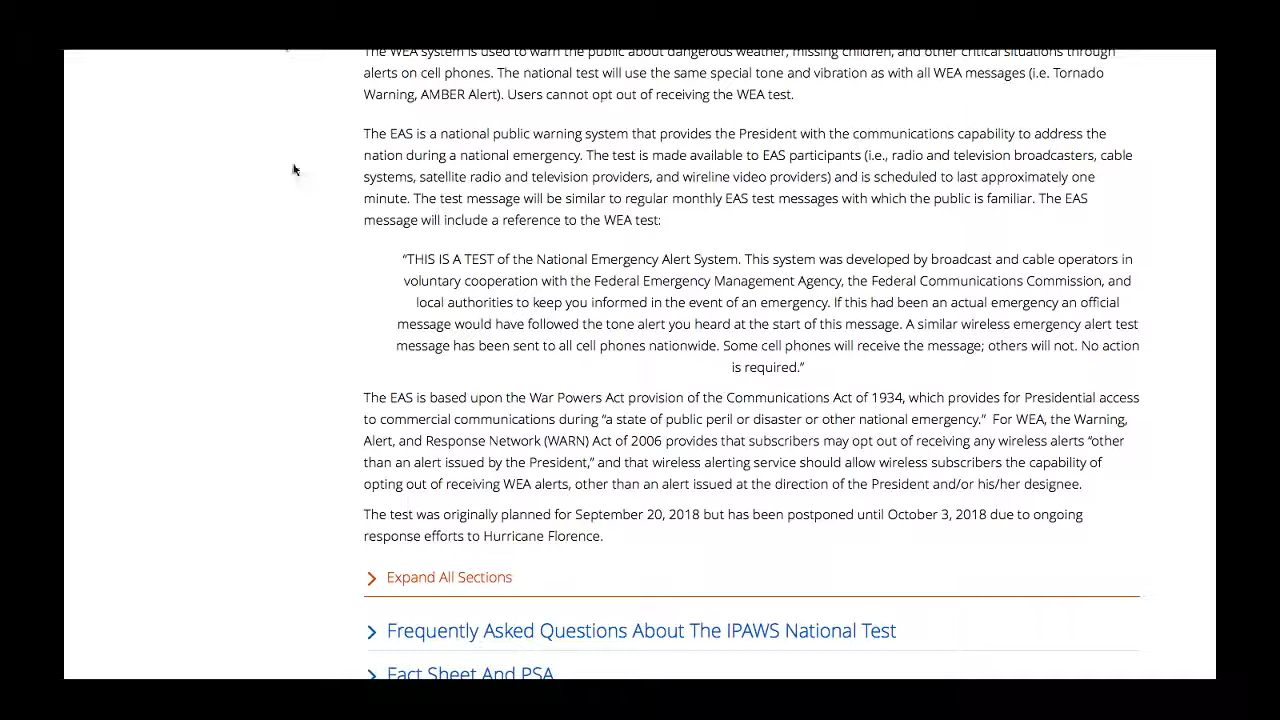 The WEA system is used to warn the public about dangerous weather, missing children, and other critical situations through
alerts on cell phones. The national test will use the same special tone and vibration as with all WEA messages (i.e. Tornado
Warning, AMBER Alert). Users cannot opt out of receiving the WEA test.
The EAS is a national public warning system that provides the President with the communications capability to address the
nation during a national emergency. The test is made available to EAS participants (i.e., radio and television broadcasters, cable
systems, satellite radio and television providers, and wireline video providers) and is scheduled to last approximately one
minute. The test message will be similar to regular monthly EAS test messages with which the public is familiar. The EAS
message will include a reference to the WEA test:
“THIS IS A TEST of the National Emergency Alert System. This system was developed by broadcast and cable operators in
voluntary cooperation with the Federal Emergency Management Agency, the Federal Communications Commission, and
local authorities to keep you informed in the event of an emergency. If this had been an actual emergency an official
message would have followed the tone alert you heard at the start of this message. A similar wireless emergency alert test
message has been sent to all cell phones nationwide. Some cell phones will receive the message; others will not. No action
is required.”
The EAS is based upon the War Powers Act provision of the Communications Act of 1934, which provides for Presidential access
to commercial communications during “a state of public peril or disaster or other national emergency.”  For WEA, the Warning,
Alert, and Response Network (WARN) Act of 2006 provides that subscribers may opt out of receiving any wireless alerts “other
than an alert issued by the President,” and that wireless alerting service should allow wireless subscribers the capability of
opting out of receiving WEA alerts, other than an alert issued at the direction of the President and/or his/her designee.
The test was originally planned for September 20, 2018 but has been postponed until October 3, 2018 due to ongoing
response efforts to Hurricane Florence.
Expand All Sections
Frequently Asked Questions About The IPAWS National Test
Fact Sheet And PSA